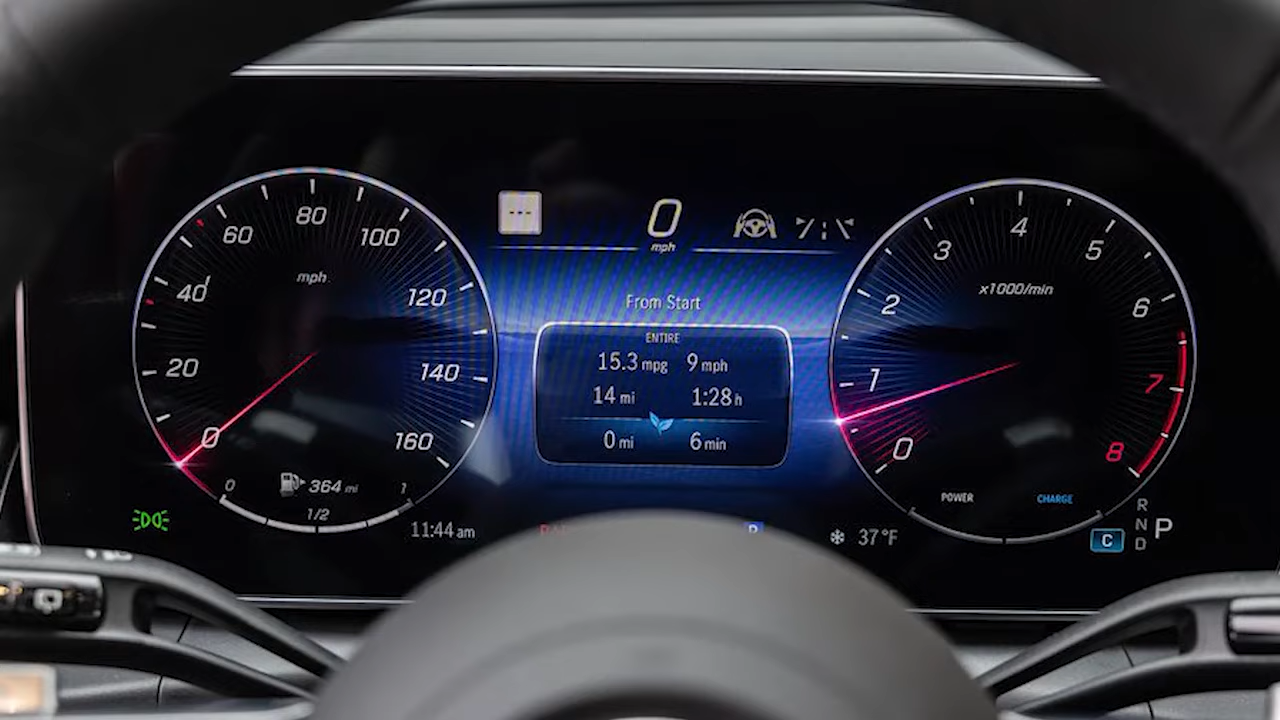 0
mph
60 80 100
40 mph 120
20 140
0 160
0 364 mi 1
1/2
11:44 am
From Start
ENTIRE
15.3 mpg 9 mph
14 mi 1:28 h
0 mi 6 min
3 4 5
2 x1000/min 6
1 7
0 8
POWER CHARGE
37°F
C
R
N P
D